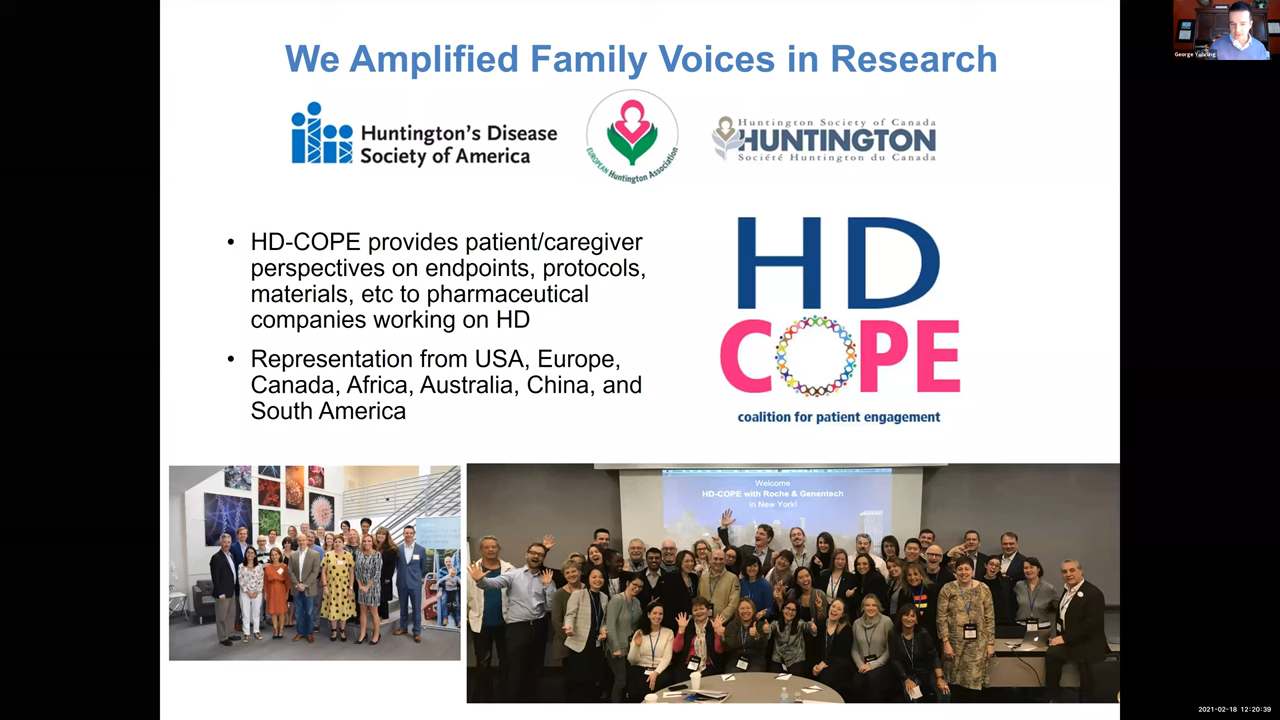 George Yohrling
We Amplified Family Voices in Research
Huntington's Disease
Society of America
EUROPEAN Huntington Association
Huntington Society of Canada
HUNTINGTON
Société Huntington du Canada
• HD-COPE provides patient/caregiver
perspectives on endpoints, protocols,
materials, etc to pharmaceutical
companies working on HD
• Representation from USA, Europe,
Canada, Africa, Australia, China, and
South America
HD
COPE
coalition for patient engagement
Welcome
HD-COPE with Roche & Genentech
in New York!
2021-02-18 12:20:39